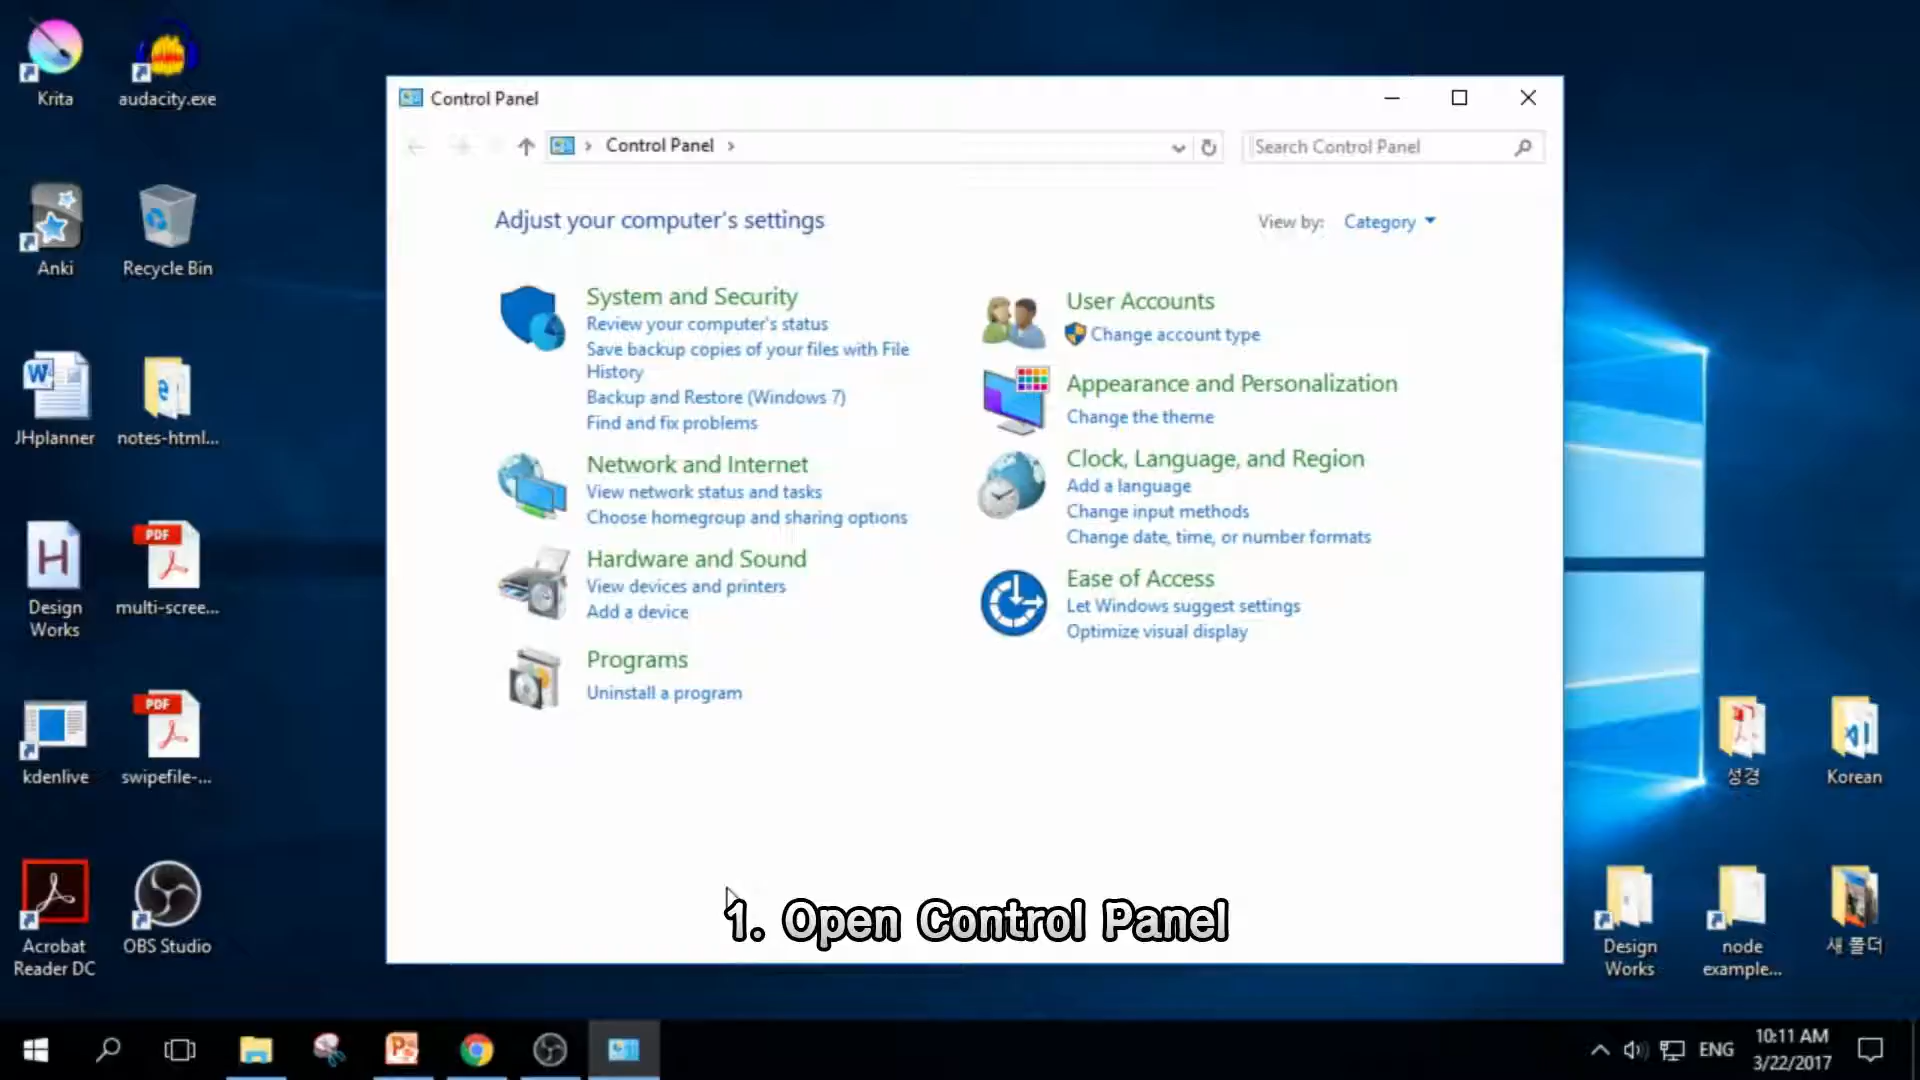 Krita
audacity.exe
Anki
Recycle Bin
JHplanner
notes-html...
Design
Works
multi-scree...
kdenlive
swipefile-...
Acrobat
Reader DC
OBS Studio
Control Panel
Control Panel
Search Control Panel
Adjust your computer's settings
View by: Category
System and Security
Review your computer's status
Save backup copies of your files with File
History
Backup and Restore (Windows 7)
Find and fix problems
Network and Internet
View network status and tasks
Choose homegroup and sharing options
Hardware and Sound
View devices and printers
Add a device
Programs
Uninstall a program
User Accounts
Change account type
Appearance and Personalization
Change the theme
Clock, Language, and Region
Add a language
Change input methods
Change date, time, or number formats
Ease of Access
Let Windows suggest settings
Optimize visual display
1. Open Control Panel
성경
Korean
Design
Works
node
example...
새 폴더
ENG
10:11 AM
3/22/2017